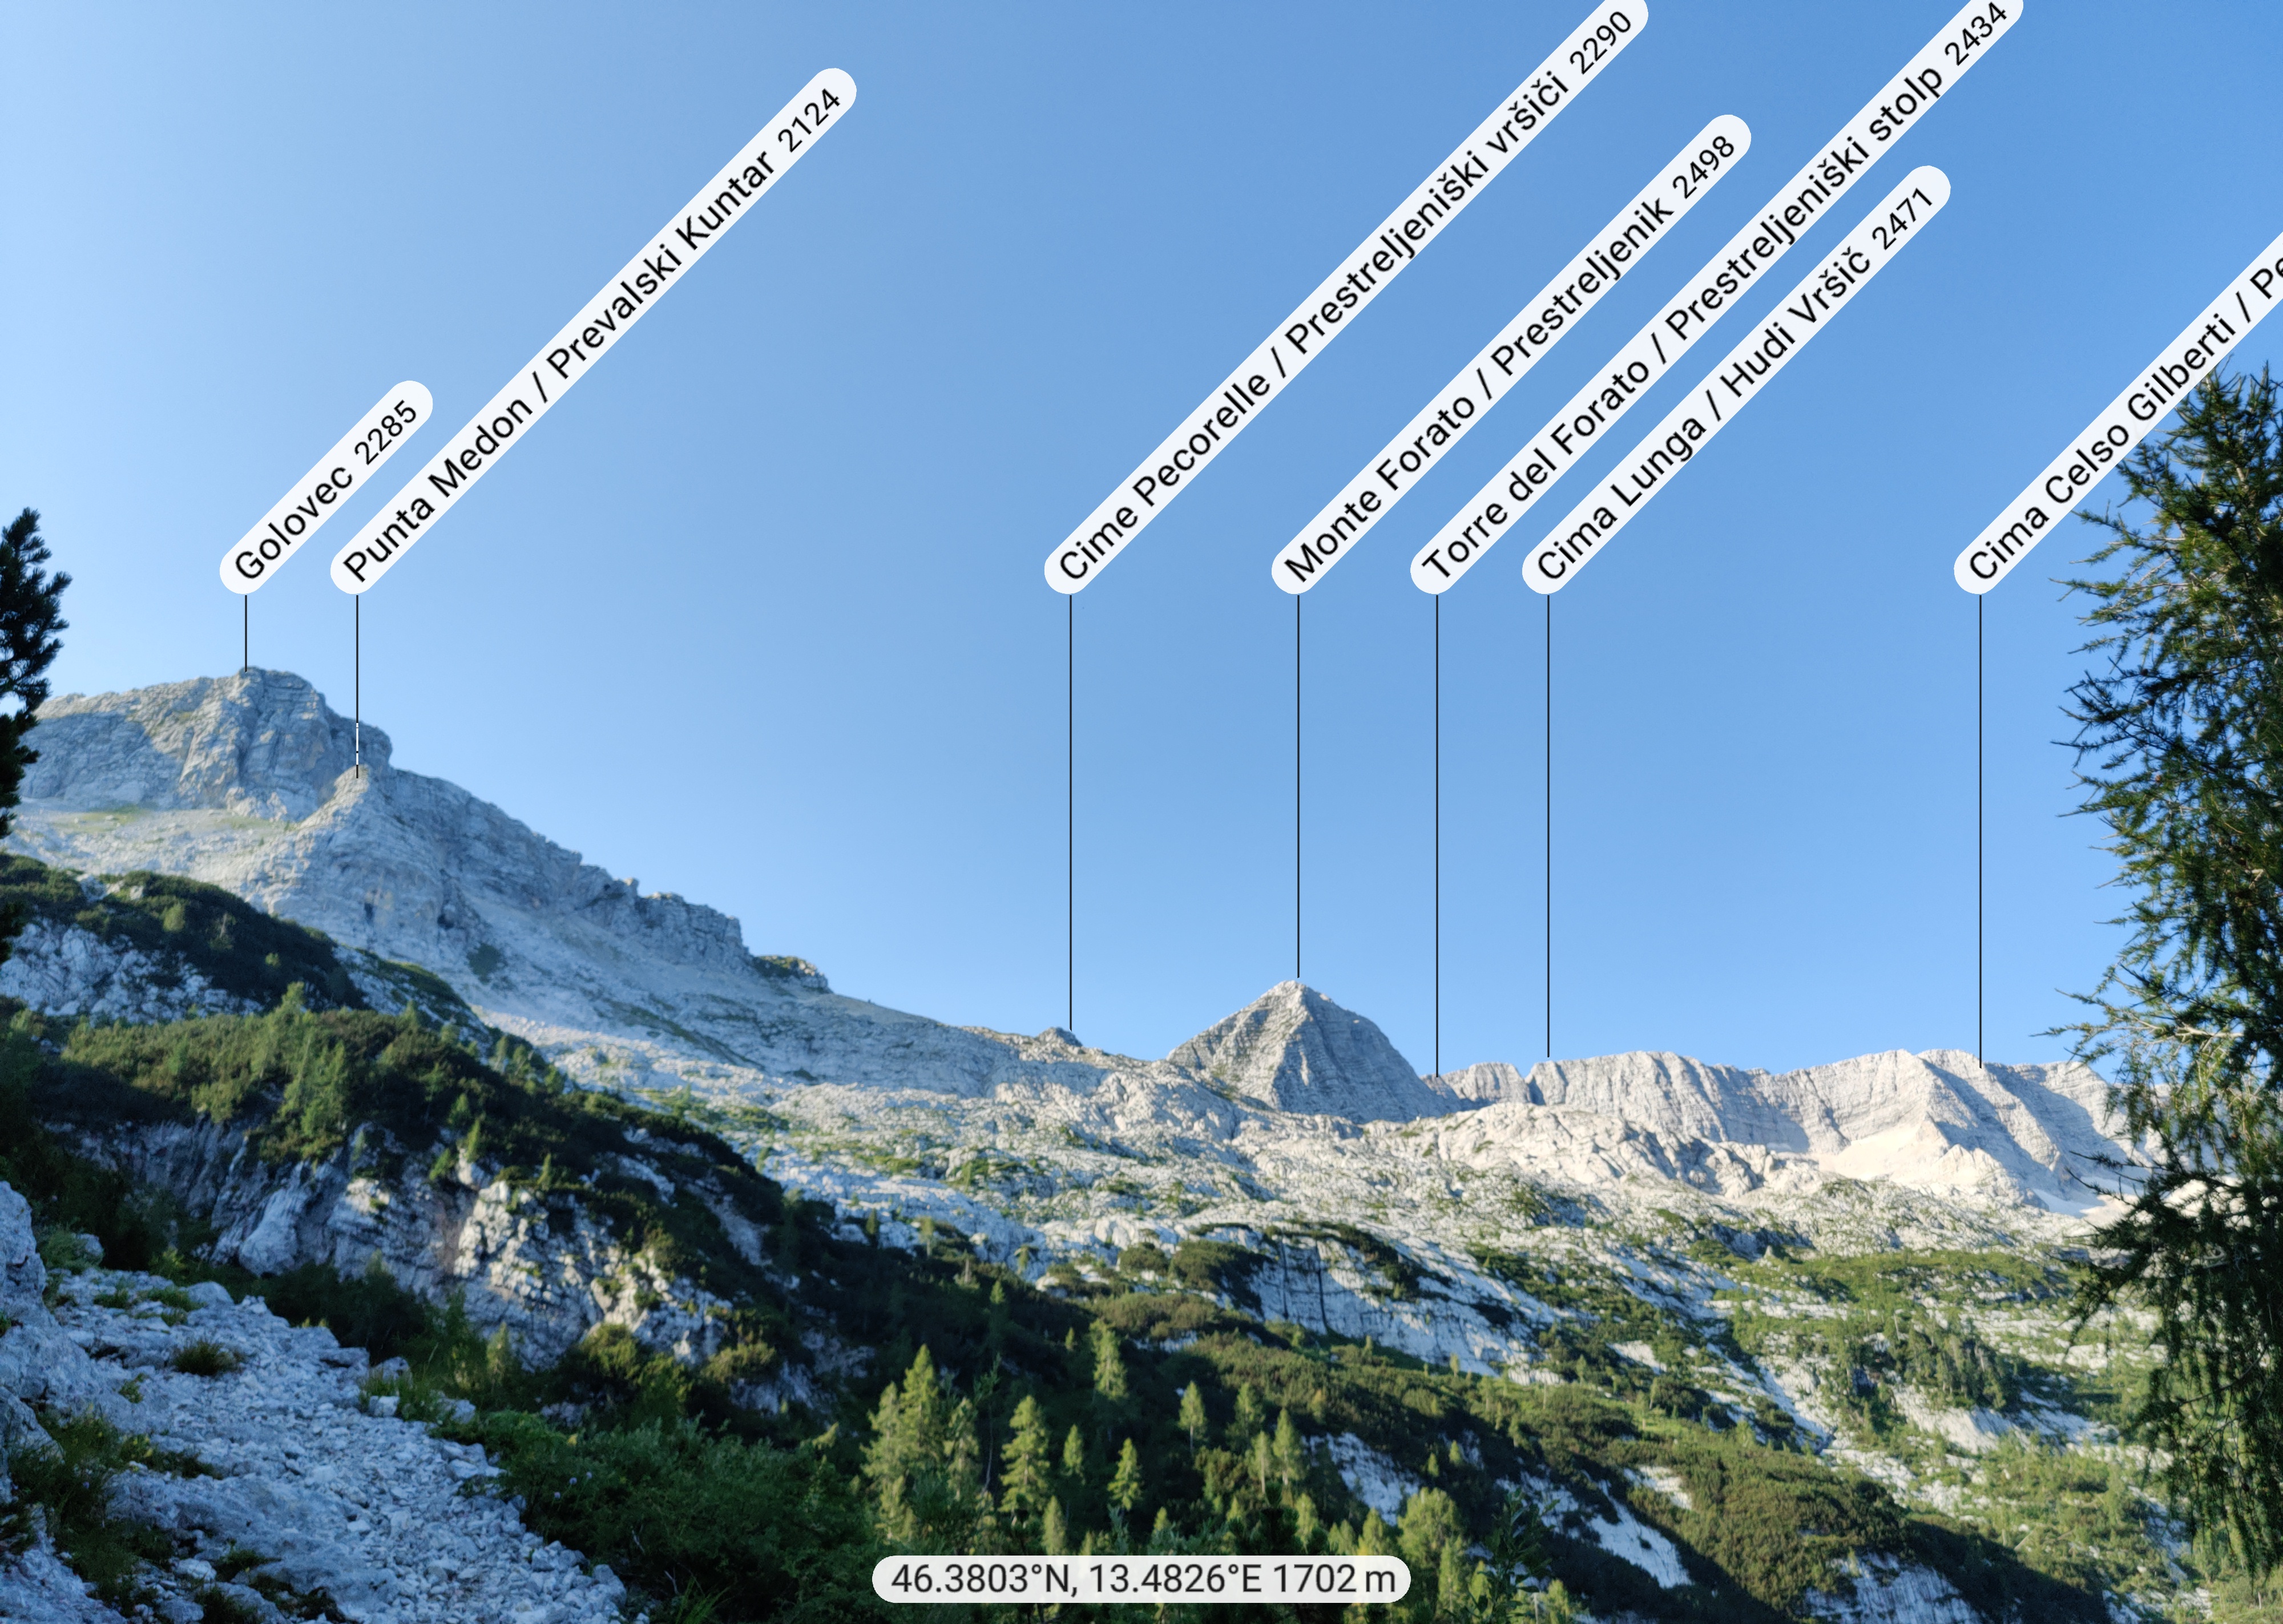 Golovec 2285
Punta Medon / Prevalski Kuntar 2124
Cime Pecorelle / Prestreljeniški vršiči 2290
Monte Forato / Prestreljenik 2498
Torre del Forato / Prestreljeniški stolp 2434
Cima Lunga / Hudi Vršič 2471
Cima Celso Gilberti /
46.3803°N, 13.4826°E 1702 m